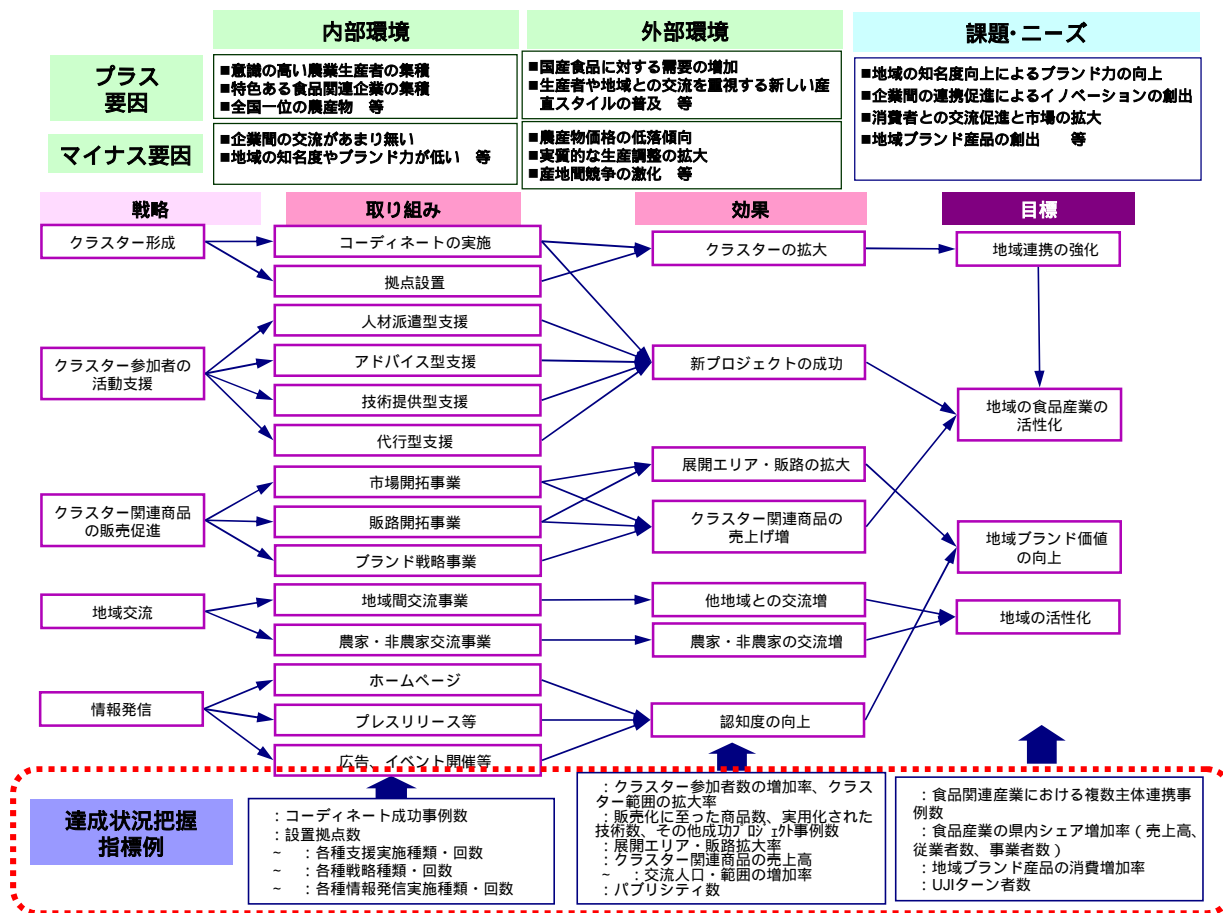 内部環境
外部環境
課題・ニーズ
プラス
要因
■意識の高い農業生産者の集積
■特色ある食品関連企業の集積
■全国一位の農産物　等
■国産食品に対する需要の増加
■生産者や地域との交流を重視する新しい産
直スタイルの普及　等
■地域の知名度向上によるブランド力の向上
■企業間の連携促進によるイノベーションの創出
■消費者との交流促進と市場の拡大
■地域ブランド産品の創出　　等
マイナス要因
■企業間の交流があまり無い
■地域の知名度やブランド力が低い　等
■農産物価格の低落傾向
■実質的な生産調整の拡大
■産地間競争の激化　等
戦略
取り組み
効果
目標
クラスター形成
クラスター参加者の
活動支援
クラスター関連商品
の販売促進
地域交流
情報発信
コーディネートの実施
拠点設置
人材派遣型支援
アドバイス型支援
技術提供型支援
代行型支援
市場開拓事業
販路開拓事業
ブランド戦略事業
地域間交流事業
農家・非農家交流事業
ホームページ
プレスリリース等
広告、イベント開催等
クラスターの拡大
新プロジェクトの成功
展開エリア・販路の拡大
クラスター関連商品の
売上げ増
他地域との交流増
農家・非農家の交流増
認知度の向上
地域連携の強化
地域の食品産業の
活性化
地域ブランド価値
の向上
地域の活性化
達成状況把握
指標例
：コーディネート成功事例数
：設置拠点数
~　：各種支援実施種類・回数
~　：各種戦略種類・回数
~　：各種情報発信実施種類・回数
：クラスター参加者数の増加率、クラス
ター範囲の拡大率
：販売化に至った商品数、実用化された
技術数、その他成功ﾌﾟﾛｼﾞｪｸﾄ事例数
：展開エリア・販路拡大率
：クラスター関連商品の売上高
~　：交流人口・範囲の増加率
：パブリシティ数
：食品関連産業における複数主体連携事
例数
：食品産業の県内シェア増加率（売上高、
従業者数、事業者数）
：地域ブランド産品の消費増加率
：UJIターン者数